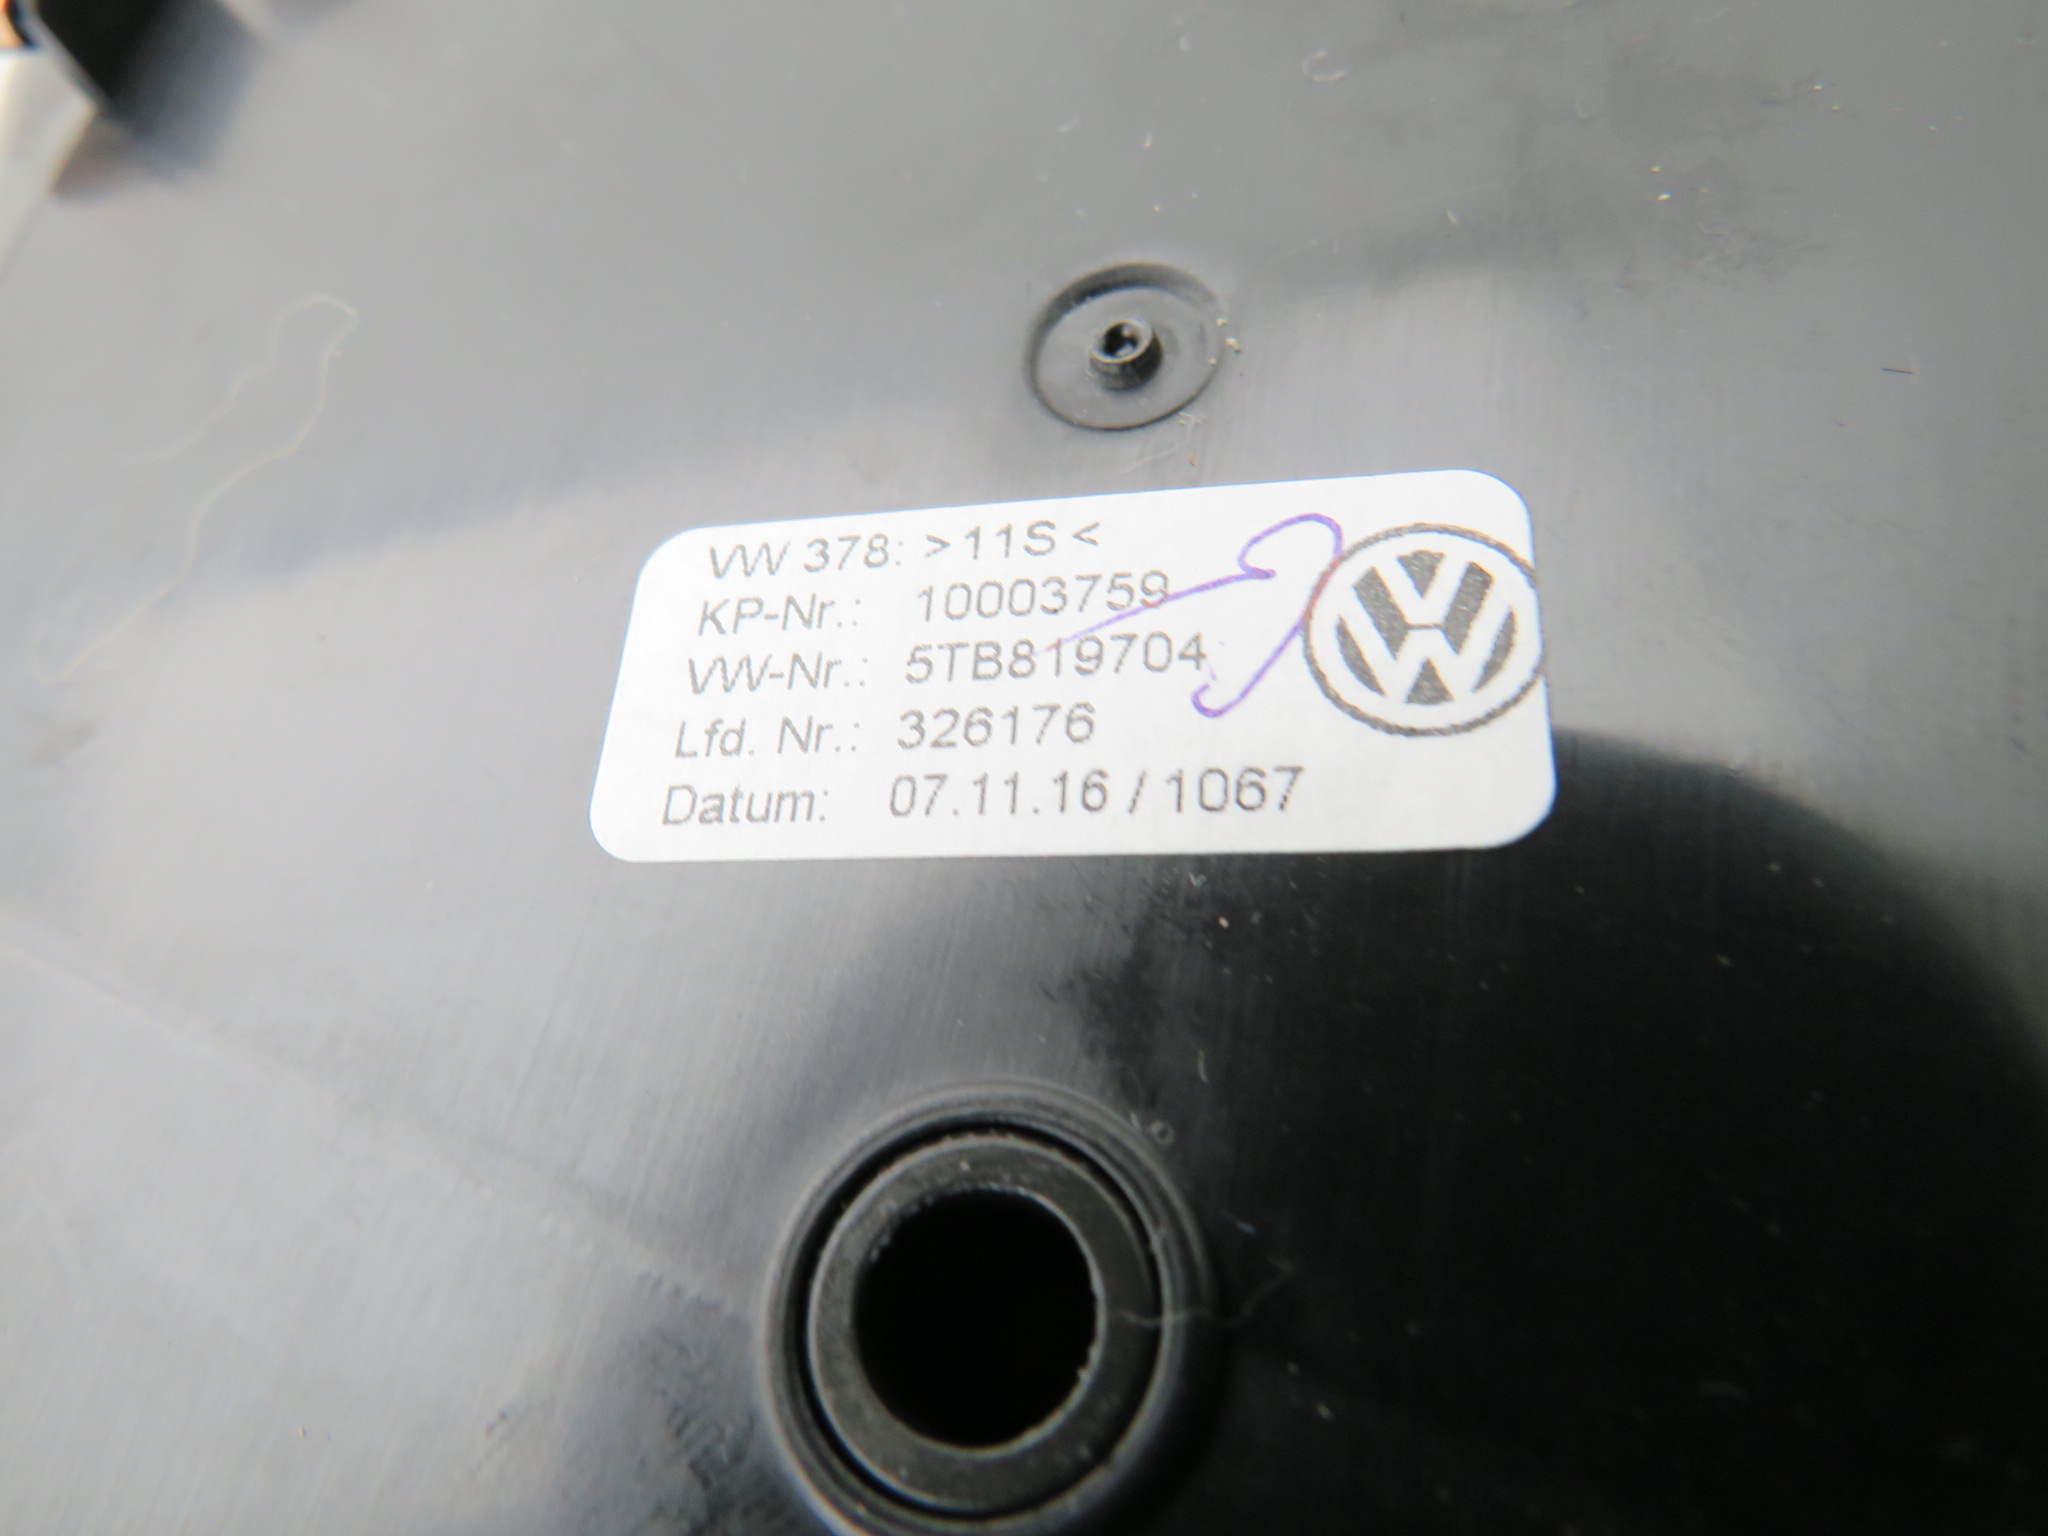 VW 378: >11S<
KP-Nr.: 10003759
VW-Nr.: 5TB819704
Lfd. Nr.: 326176
Datum: 07.11.16 / 1067